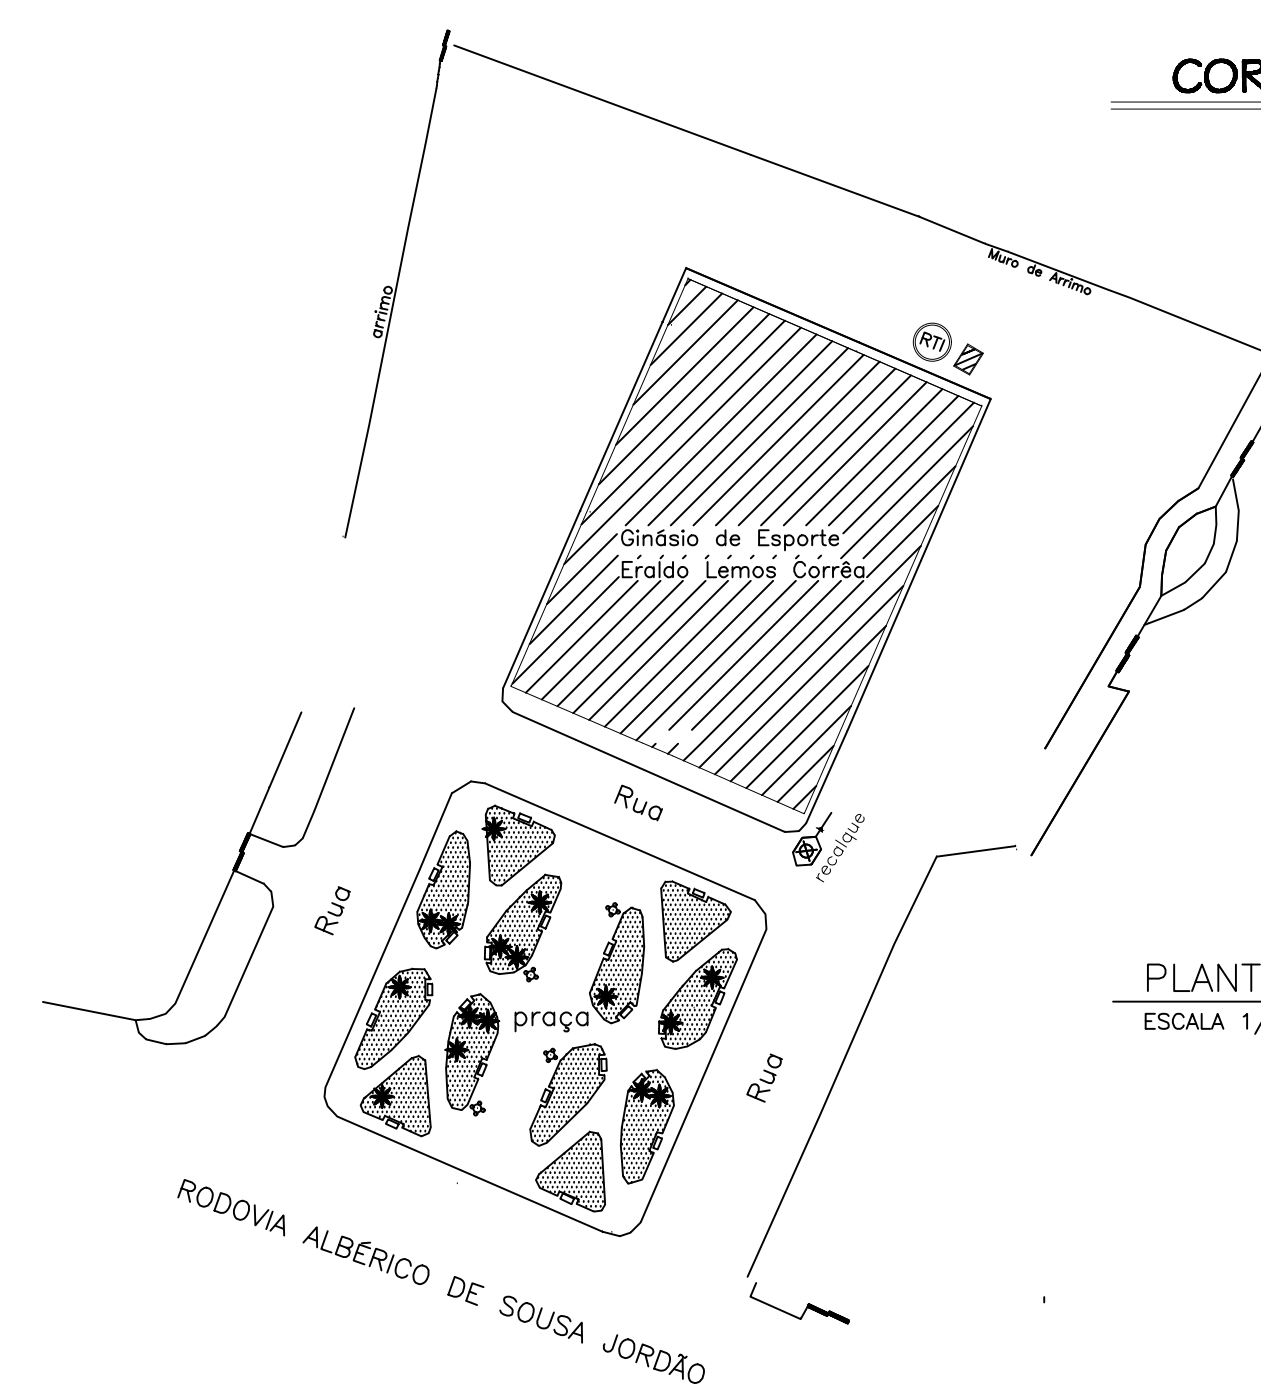 COR
Muro de Arrimo
arrimo
RTI
Ginásio de Esporte
Eraldo Lemos Corrêa
Rua
recalque
Rua
PLANT
praça
ESCALA 1/
Rua
RODOVIA ALBÉRICO DE SOUSA JORDÃO